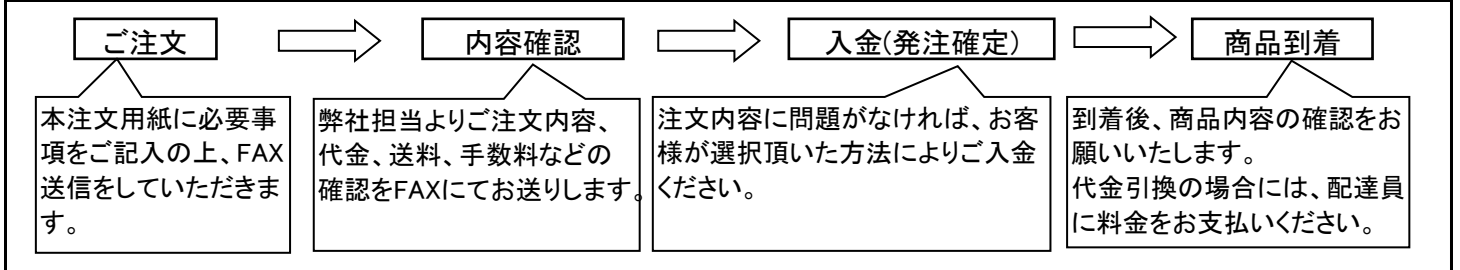 ご注文
内容確認
入金(発注確定)
商品到着
本注文用紙に必要事
項をご記入の上、FAX
送信をしていただきま
す。
弊社担当よりご注文内容、
代金、送料、手数料などの
確認をFAXにてお送りします。
注文内容に問題がなければ、お客
様が選択頂いた方法によりご入金
ください。
到着後、商品内容の確認をお
願いいたします。
代金引換の場合には、配達員
に料金をお支払いください。